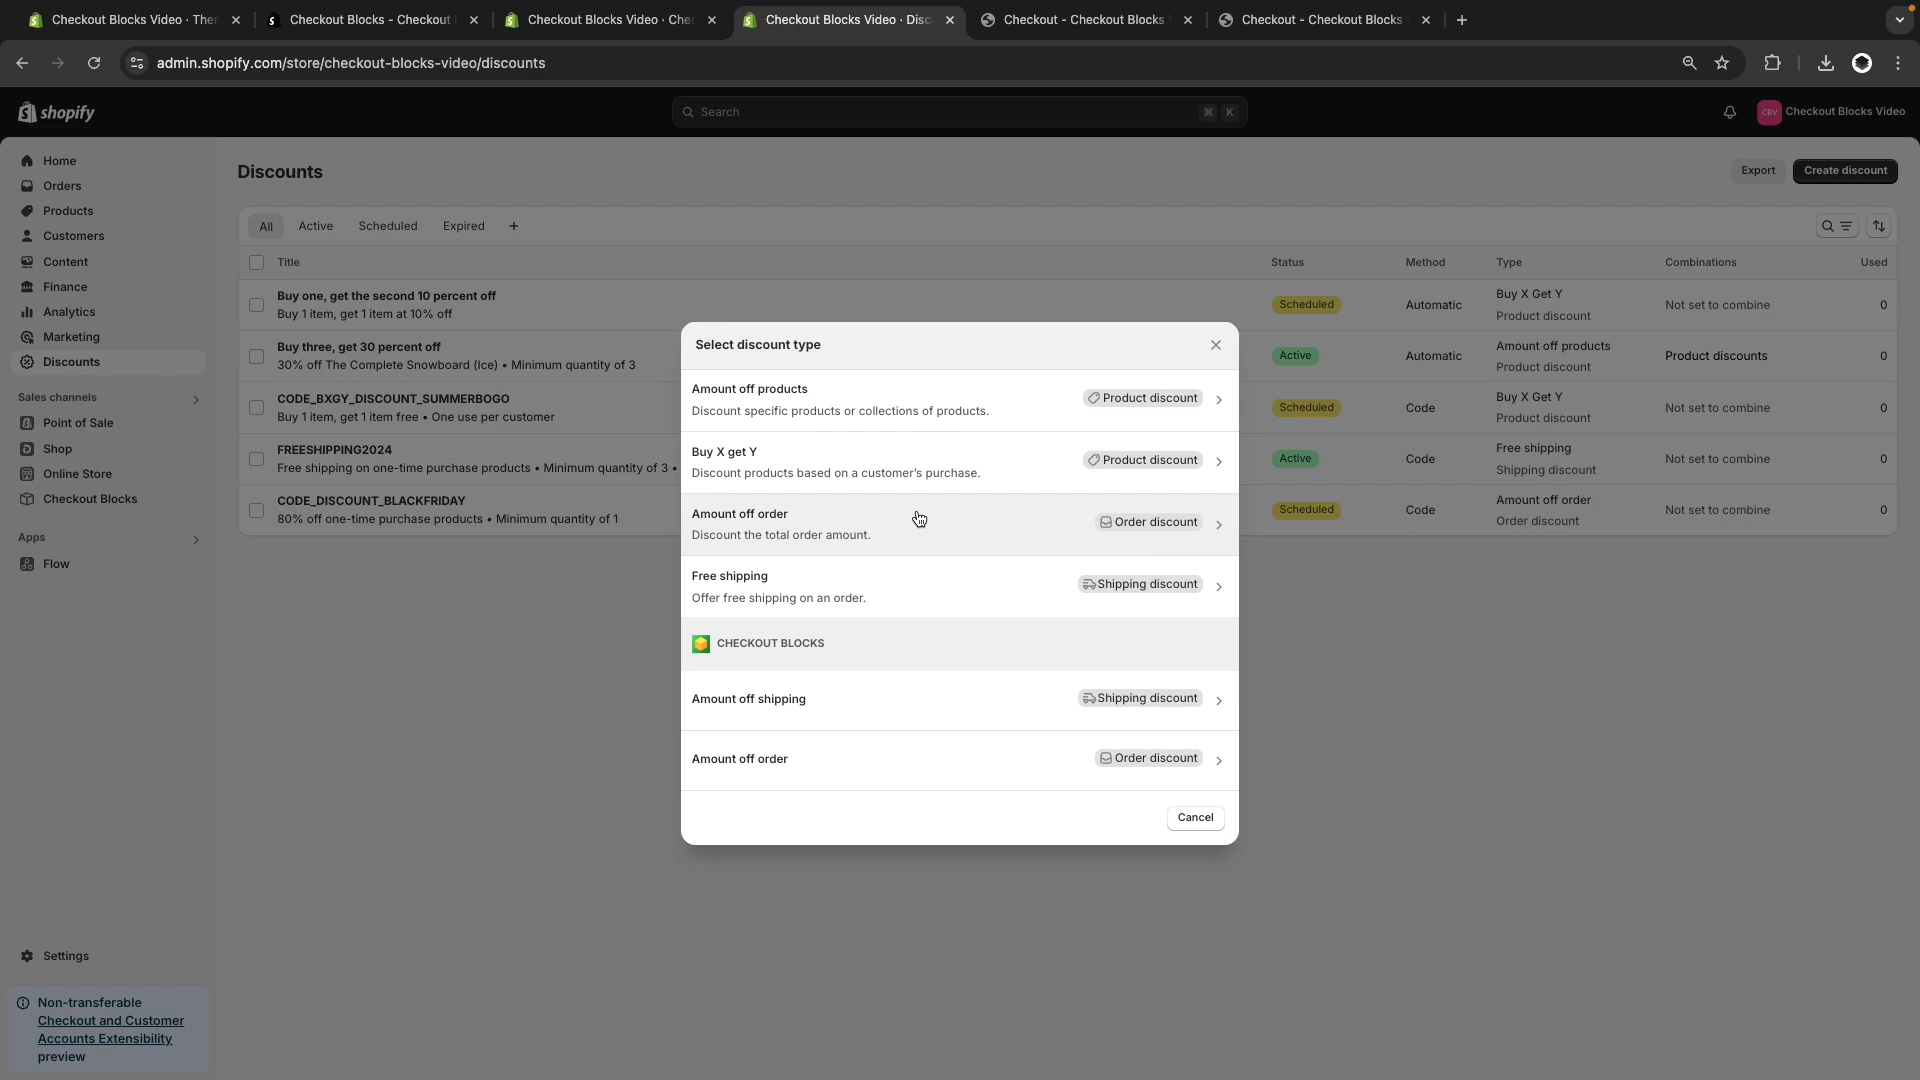 Checkout Blocks Video · Ther
Checkout Blocks - Checkout
Checkout Blocks Video · Chec
Checkout Blocks Video · Disc
Checkout - Checkout Blocks
Checkout - Checkout Blocks
admin.shopify.com/store/checkout-blocks-video/discounts
shopify
Search
⌘ K
CBV
Checkout Blocks Video
Home
Orders
Products
Customers
Content
Finance
Analytics
Marketing
Discounts
Sales channels
Point of Sale
Shop
Online Store
Checkout Blocks
Apps
Flow
Settings
Non-transferable
Checkout and Customer
Accounts Extensibility
preview
Discounts
Export
Create discount
All Active Scheduled Expired +
Title Status Method Type Combinations Used
Buy one, get the second 10 percent off
Buy 1 item, get 1 item at 10% off
Scheduled Automatic Buy X Get Y
Product discount
Not set to combine 0
Buy three, get 30 percent off
30% off The Complete Snowboard (Ice) • Minimum quantity of 3
Active Automatic Amount off products
Product discount
Product discounts 0
CODE_BXGY_DISCOUNT_SUMMERBOGO
Buy 1 item, get 1 item free • One use per customer
Scheduled Code Buy X Get Y
Product discount
Not set to combine 0
FREESHIPPING2024
Free shipping on one-time purchase products • Minimum quantity of 3 •
Active Code Free shipping
Shipping discount
Not set to combine 0
CODE_DISCOUNT_BLACKFRIDAY
80% off one-time purchase products • Minimum quantity of 1
Scheduled Code Amount off order
Order discount
Not set to combine 0
Select discount type
Amount off products
Discount specific products or collections of products.
Product discount
Buy X get Y
Discount products based on a customer’s purchase.
Product discount
Amount off order
Discount the total order amount.
Order discount
Free shipping
Offer free shipping on an order.
Shipping discount
CHECKOUT BLOCKS
Amount off shipping
Shipping discount
Amount off order
Order discount
Cancel